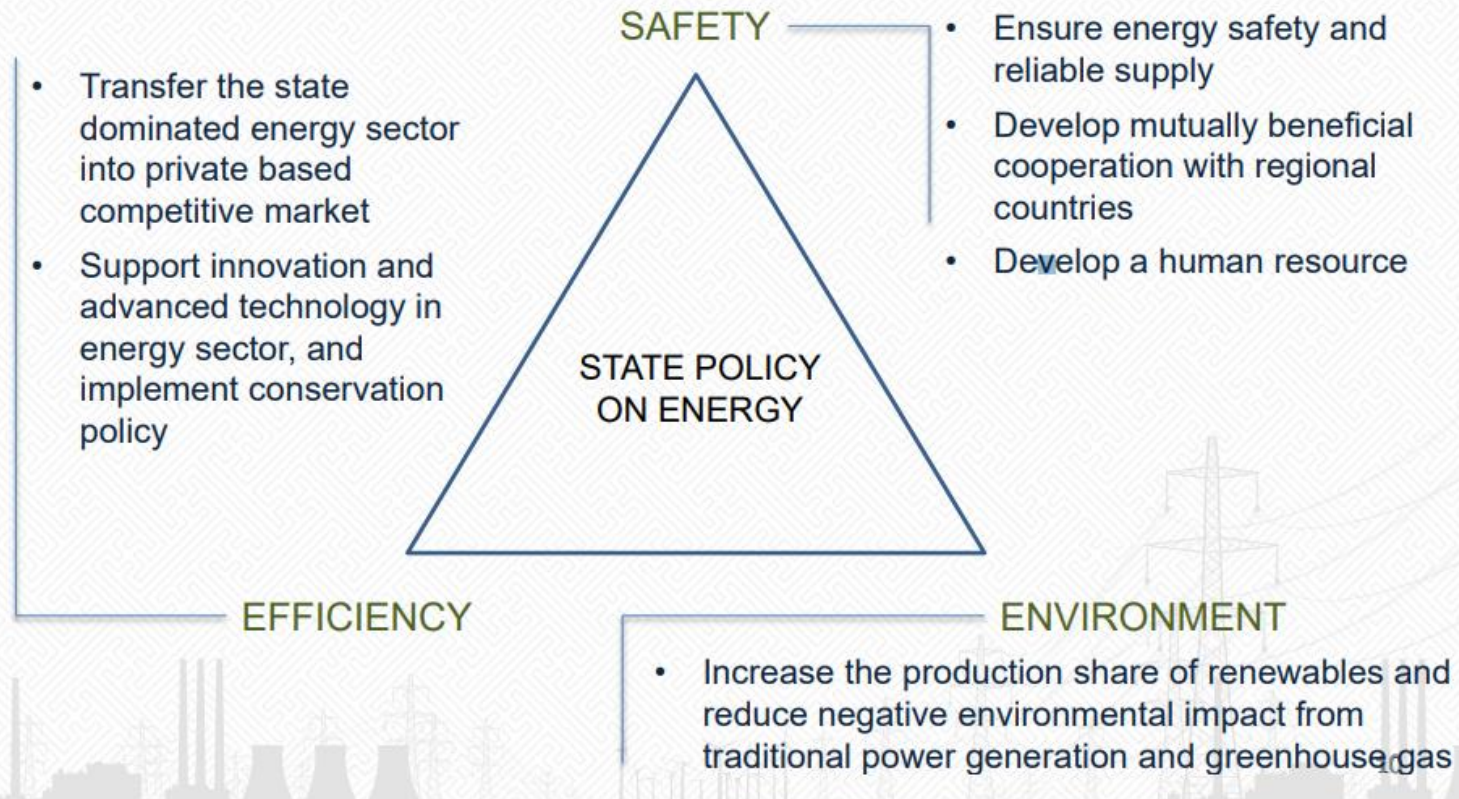 SAFETY
• Ensure energy safety and
reliable supply
• Develop mutually beneficial
cooperation with regional
countries
• Develop a human resource
• Transfer the state
dominated energy sector
into private based
competitive market
• Support innovation and
advanced technology in
energy sector, and
implement conservation
policy
STATE POLICY
ON ENERGY
EFFICIENCY
ENVIRONMENT
• Increase the production share of renewables and
reduce negative environmental impact from
traditional power generation and greenhouse gas
10